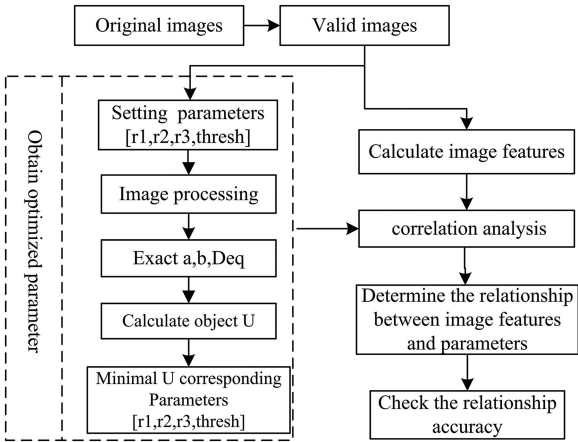 Original images
Valid images
Obtain optimized parameter
Setting parameters
[r1,r2,r3,thresh]
Image processing
Exact a,b,Deq
Calculate object U
Minimal U corresponding
Parameters
[r1,r2,r3,thresh]
Calculate image features
correlation analysis
Determine the relationship
between image features
and parameters
Check the relationship
accuracy